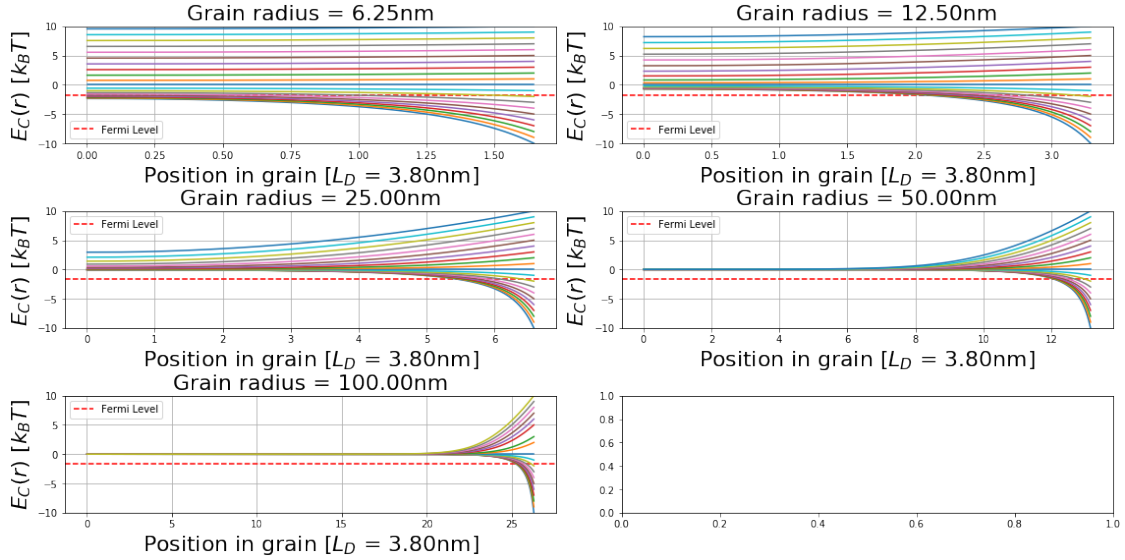 Grain radius = 6.25nm
E_C(r) [k_BT]
10
5
0
−5
−10
Fermi Level
0.00 0.25 0.50 0.75 1.00 1.25 1.50
Position in grain [L_D = 3.80nm]
Grain radius = 12.50nm
E_C(r) [k_BT]
10
5
0
−5
−10
Fermi Level
0.0 0.5 1.0 1.5 2.0 2.5 3.0
Position in grain [L_D = 3.80nm]
Grain radius = 25.00nm
E_C(r) [k_BT]
10
5
0
−5
−10
Fermi Level
0 1 2 3 4 5 6
Position in grain [L_D = 3.80nm]
Grain radius = 50.00nm
E_C(r) [k_BT]
10
5
0
−5
−10
Fermi Level
0 2 4 6 8 10 12
Position in grain [L_D = 3.80nm]
Grain radius = 100.00nm
E_C(r) [k_BT]
10
5
0
−5
−10
Fermi Level
0 5 10 15 20 25
Position in grain [L_D = 3.80nm]
1.0
0.8
0.6
0.4
0.2
0.0
0.0 0.2 0.4 0.6 0.8 1.0